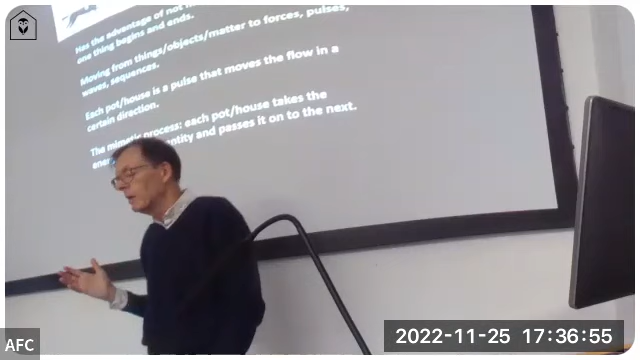 Has the advantage of not
one thing begins and ends.
Moving from things/objects/matter to forces, pulses,
waves, sequences.
Each pot/house is a pulse that moves the flow in a
certain direction.
The mimetic process: each pot/house takes the
entity and passes it on to the next.
AFC
2022-11-25 17:36:55